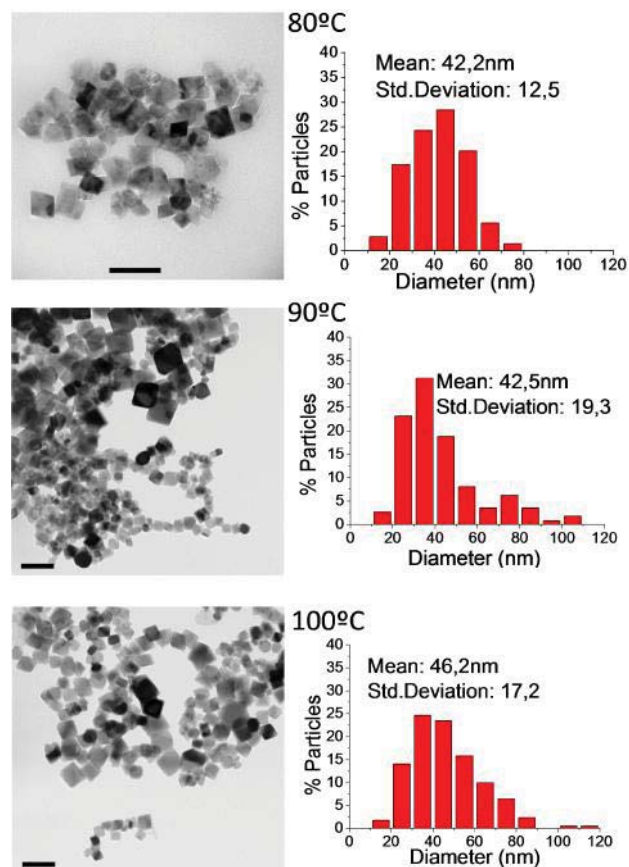 80ºC
Mean: 42,2nm
Std.Deviation: 12,5
% Particles
40
35
30
25
20
15
10
5
0
0 20 40 60 80 100 120
Diameter (nm)
90ºC
Mean: 42,5nm
Std.Deviation: 19,3
% Particles
40
35
30
25
20
15
10
5
0
0 20 40 60 80 100 120
Diameter (nm)
100ºC
Mean: 46,2nm
Std.Deviation: 17,2
% Particles
40
35
30
25
20
15
10
5
0
0 20 40 60 80 100 120
Diameter (nm)